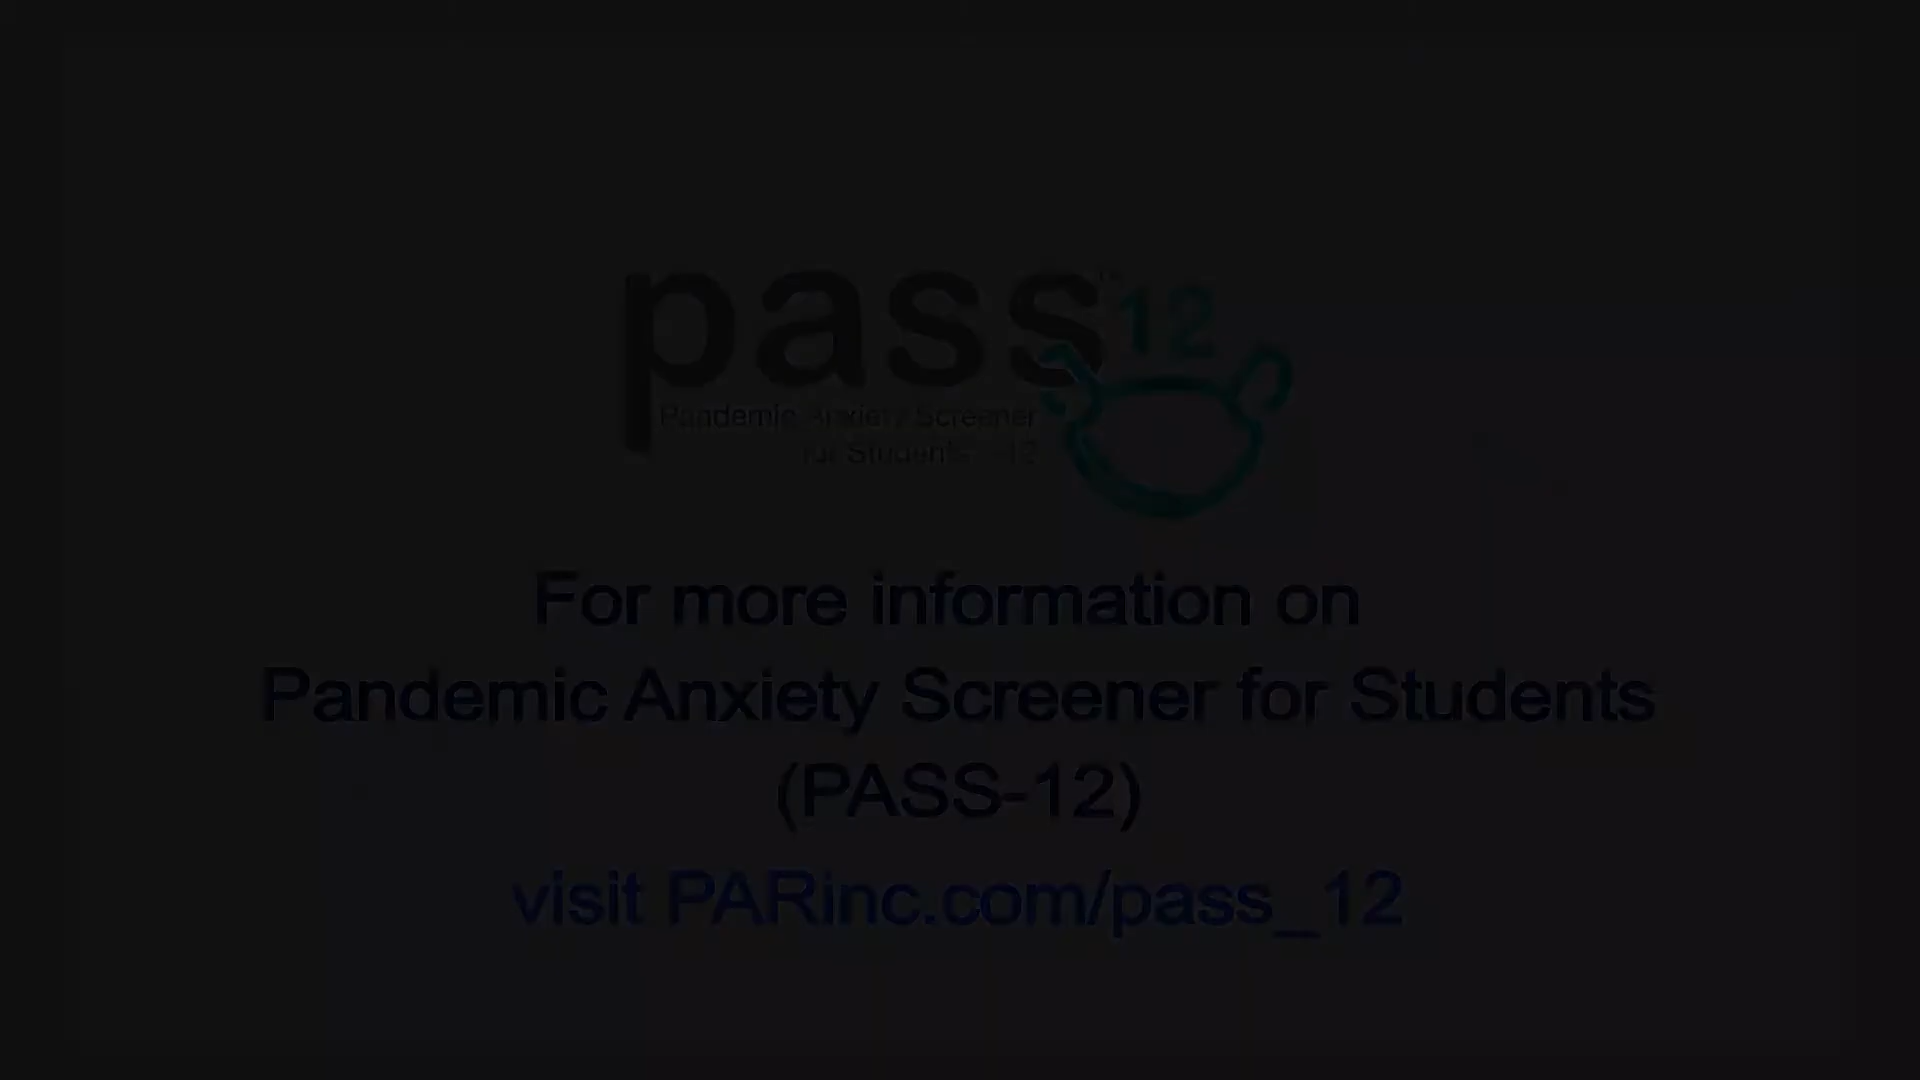 pass™12
Pandemic Anxiety Screener
for Students -12
For more information on
Pandemic Anxiety Screener for Students
(PASS-12)
visit PARinc.com/pass_12